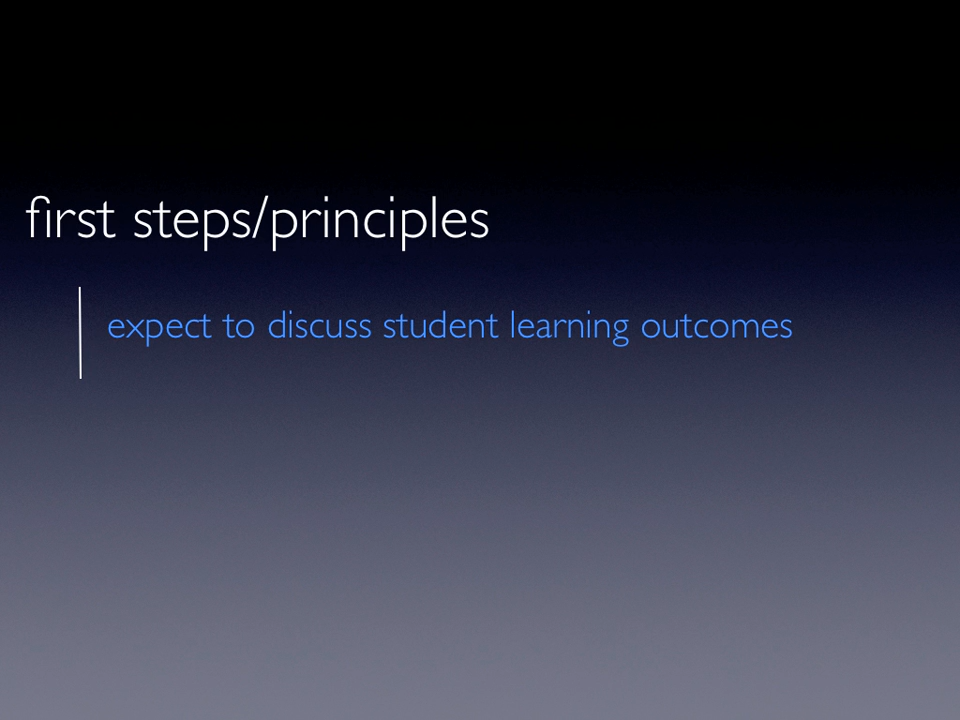 first steps/principles
expect to discuss student learning outcomes